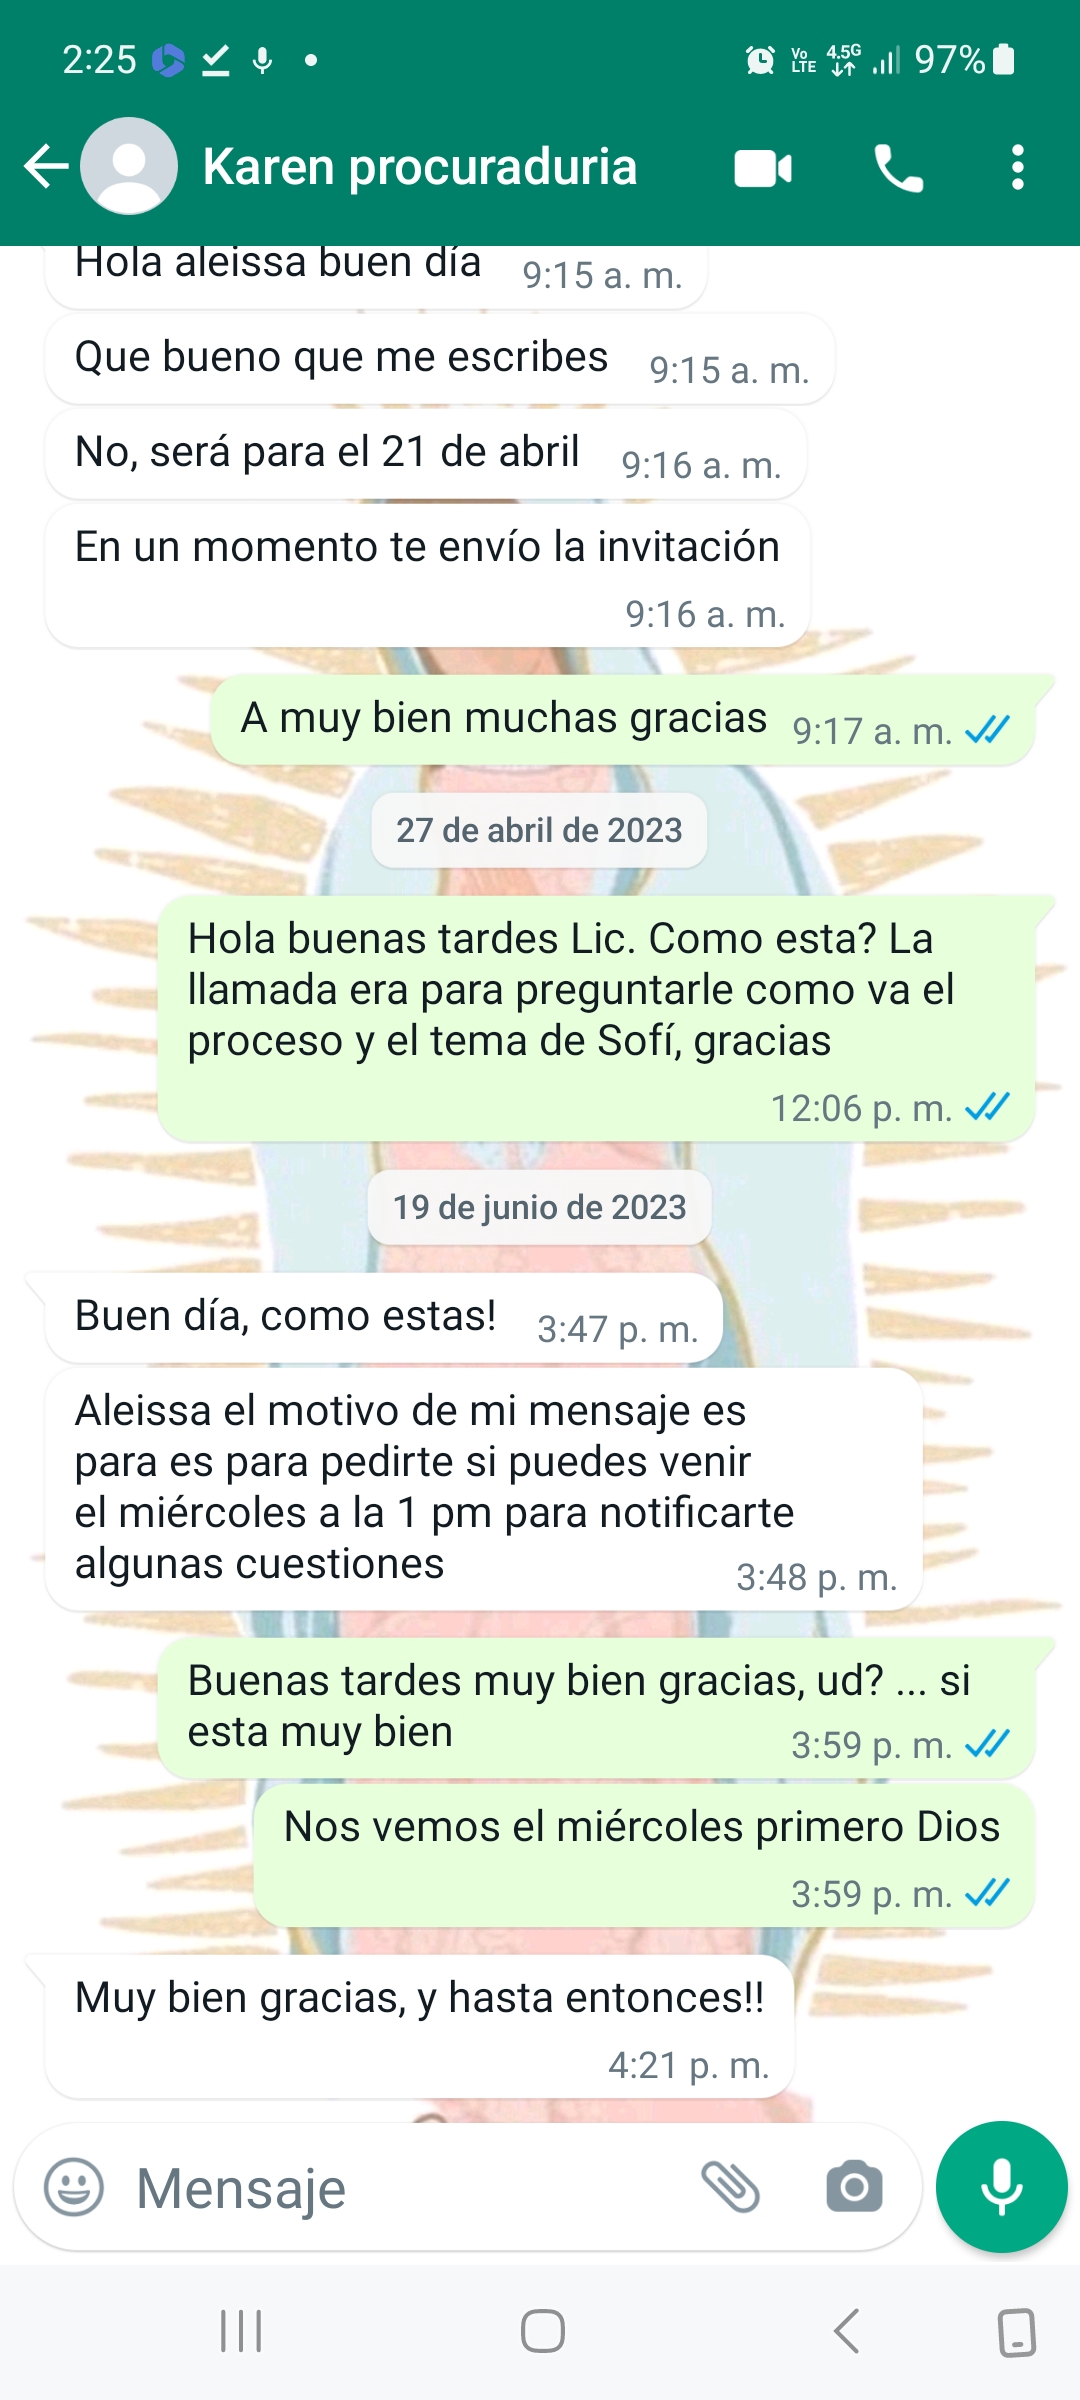 2:25
Vo LTE 4.5G 97%
Karen procuraduria
Hola aleissa buen día 9:15 a. m.
Que bueno que me escribes 9:15 a. m.
No, será para el 21 de abril 9:16 a. m.
En un momento te envío la invitación
9:16 a. m.
A muy bien muchas gracias 9:17 a. m.
27 de abril de 2023
Hola buenas tardes Lic. Como esta? La
llamada era para preguntarle como va el
proceso y el tema de Sofí, gracias
12:06 p. m.
19 de junio de 2023
Buen día, como estas! 3:47 p. m.
Aleissa el motivo de mi mensaje es
para es para pedirte si puedes venir
el miércoles a la 1 pm para notificarte
algunas cuestiones 3:48 p. m.
Buenas tardes muy bien gracias, ud? ... si
esta muy bien 3:59 p. m.
Nos vemos el miércoles primero Dios
3:59 p. m.
Muy bien gracias, y hasta entonces!!
4:21 p. m.
Mensaje